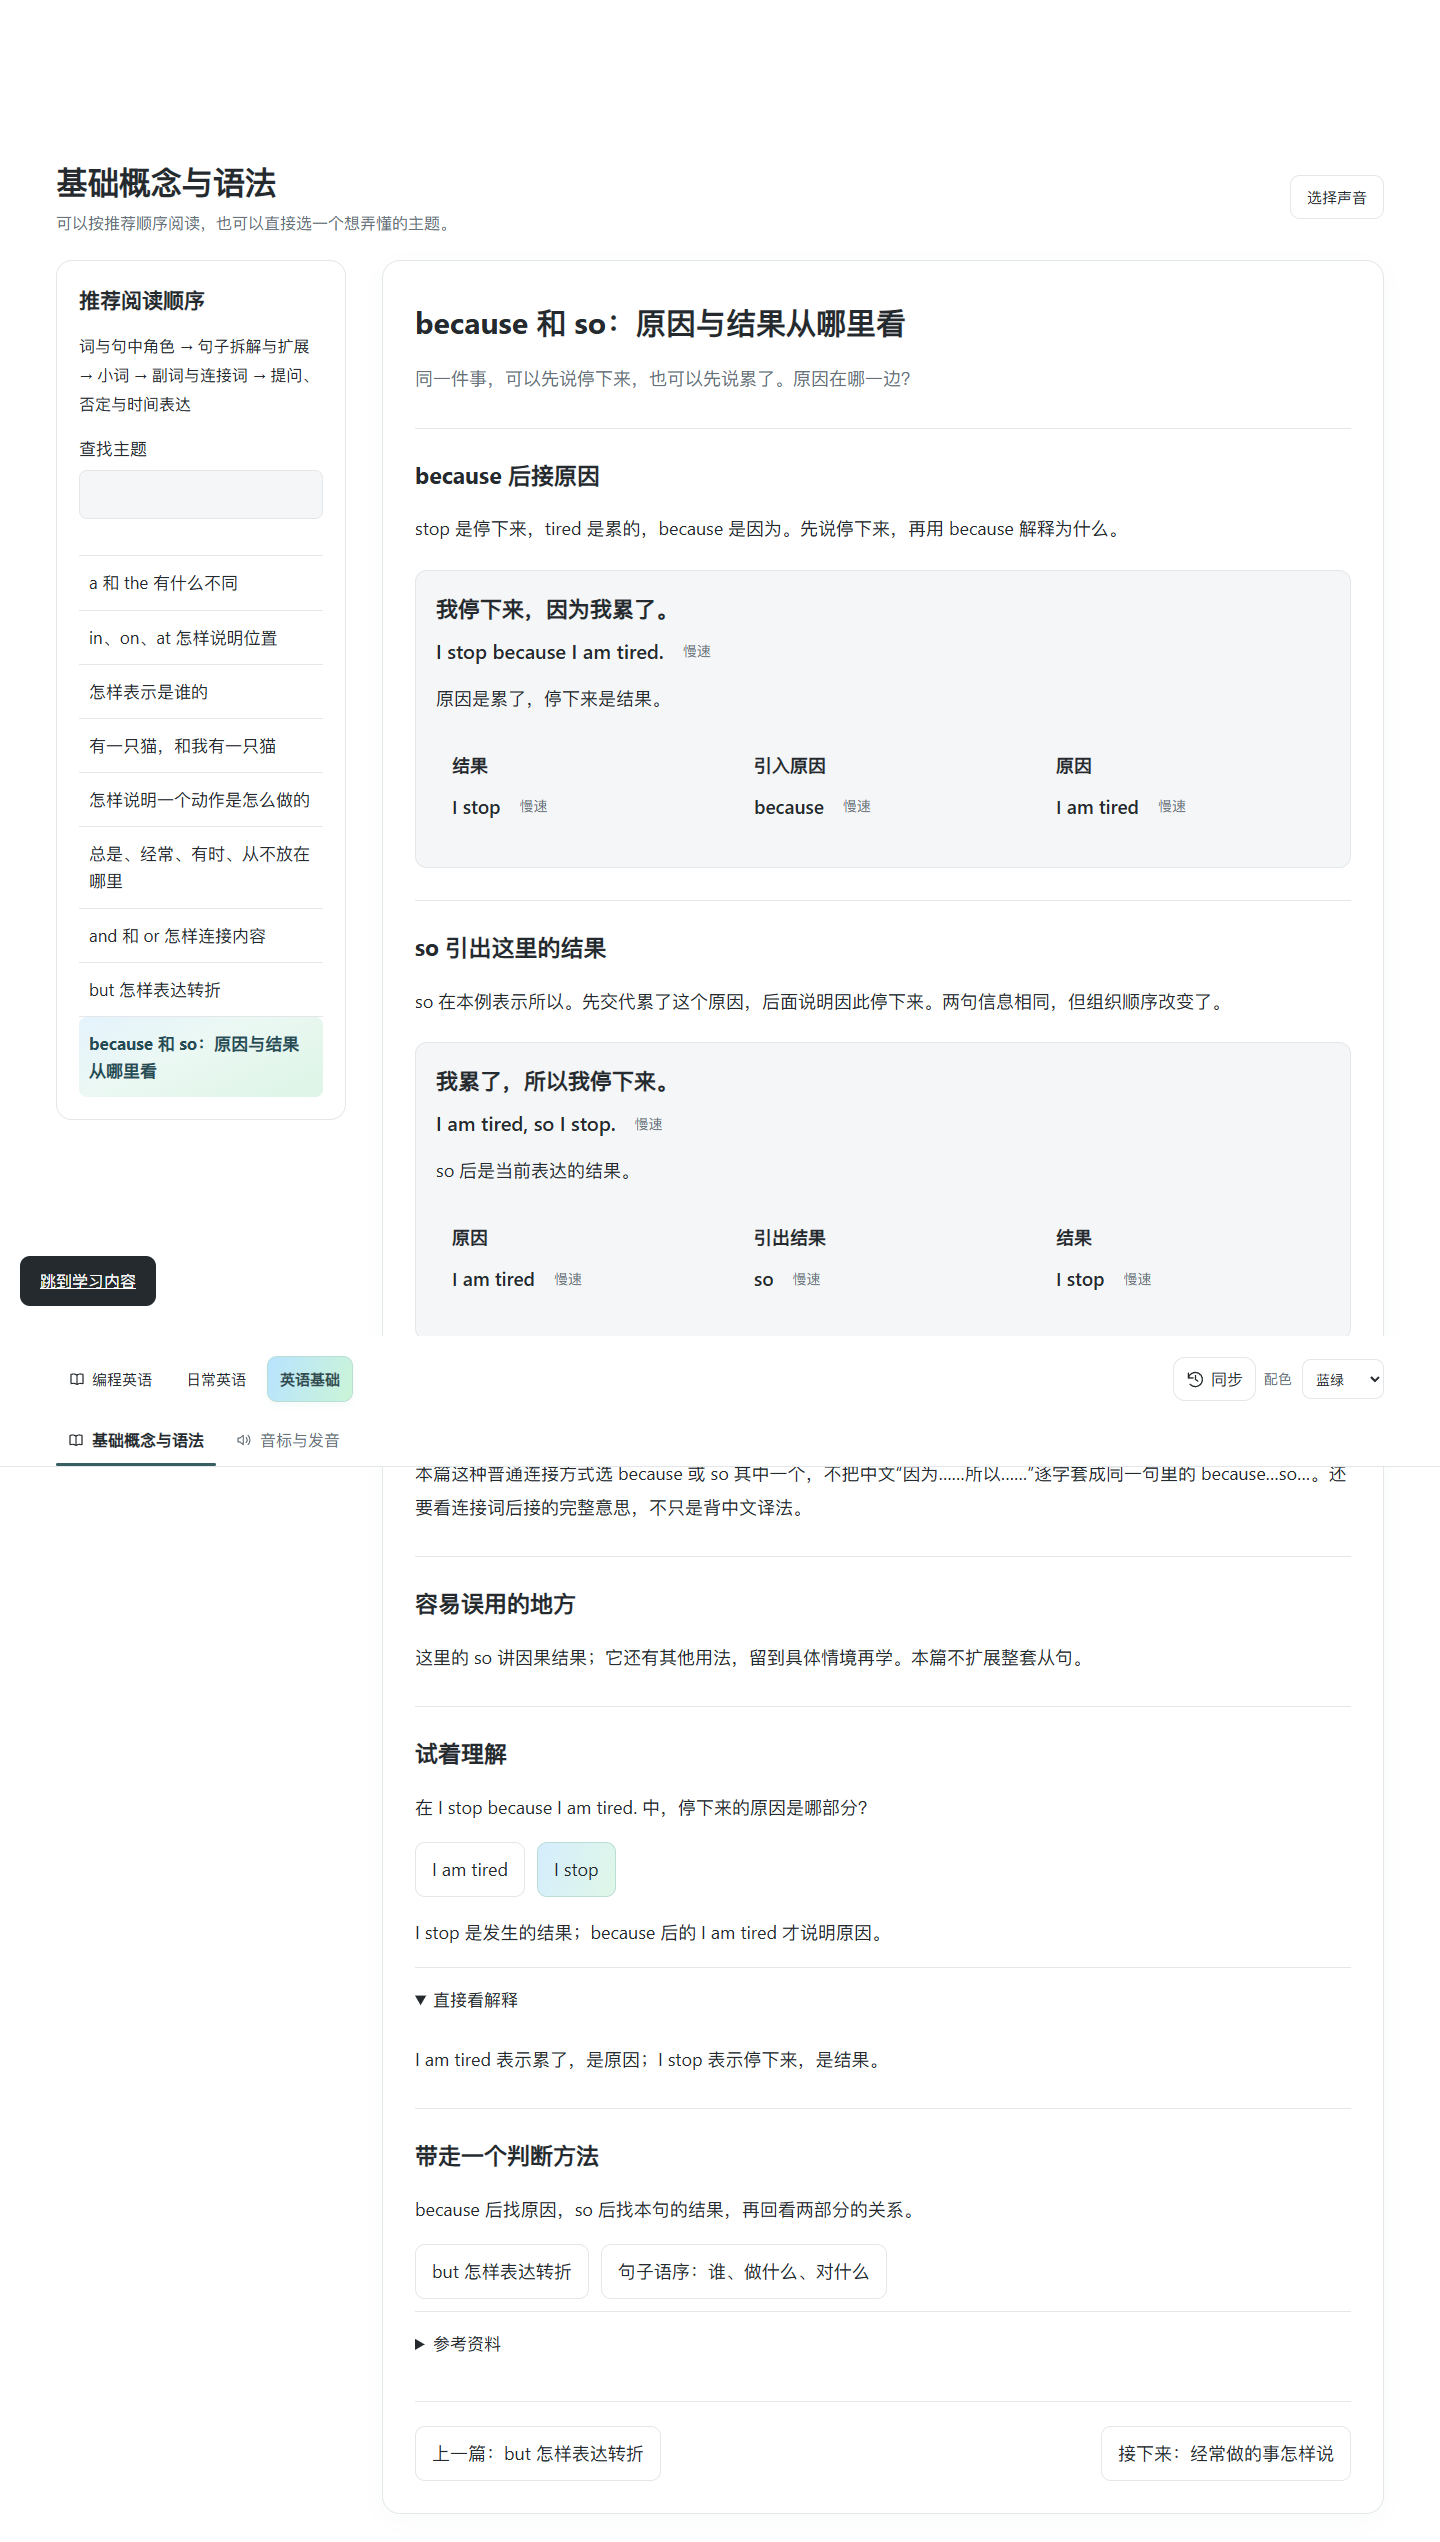 基础概念与语法
可以按推荐顺序阅读，也可以直接选一个想弄懂的主题。
选择声音
推荐阅读顺序
词与句中角色 → 句子拆解与扩展
→ 小词 → 副词与连接词 → 提问、
否定与时间表达
查找主题
a 和 the 有什么不同
in、on、at 怎样说明位置
怎样表示是谁的
有一只猫，和我有一只猫
怎样说明一个动作是怎么做的
总是、经常、有时、从不放在
哪里
and 和 or 怎样连接内容
but 怎样表达转折
because 和 so：原因与结果
从哪里看
because 和 so：原因与结果从哪里看
同一件事，可以先说停下来，也可以先说累了。原因在哪一边？
because 后接原因
stop 是停下来，tired 是累的，because 是因为。先说停下来，再用 because 解释为什么。
我停下来，因为我累了。
I stop because I am tired. 慢速
原因是累了，停下来是结果。
结果 引入原因 原因
I stop 慢速 because 慢速 I am tired 慢速
so 引出这里的结果
so 在本例表示所以。先交代累了这个原因，后面说明因此停下来。两句信息相同，但组织顺序改变了。
我累了，所以我停下来。
I am tired, so I stop. 慢速
so 后是当前表达的结果。
原因 引出结果 结果
I am tired 慢速 so 慢速 I stop 慢速
跳到学习内容
编程英语 日常英语 英语基础 同步 配色 蓝绿
基础概念与语法 音标与发音
本篇这种普通连接方式选 because 或 so 其中一个，不把中文“因为……所以……”逐字套成同一句里的 because…so…。还
要看连接词后接的完整意思，不只是背中文译法。
容易误用的地方
这里的 so 讲因果结果；它还有其他用法，留到具体情境再学。本篇不扩展整套从句。
试着理解
在 I stop because I am tired. 中，停下来的原因是哪部分？
I am tired I stop
I stop 是发生的结果；because 后的 I am tired 才说明原因。
直接看解释
I am tired 表示累了，是原因；I stop 表示停下来，是结果。
带走一个判断方法
because 后找原因，so 后找本句的结果，再回看两部分的关系。
but 怎样表达转折 句子语序：谁、做什么、对什么
参考资料
上一篇：but 怎样表达转折 接下来：经常做的事怎样说